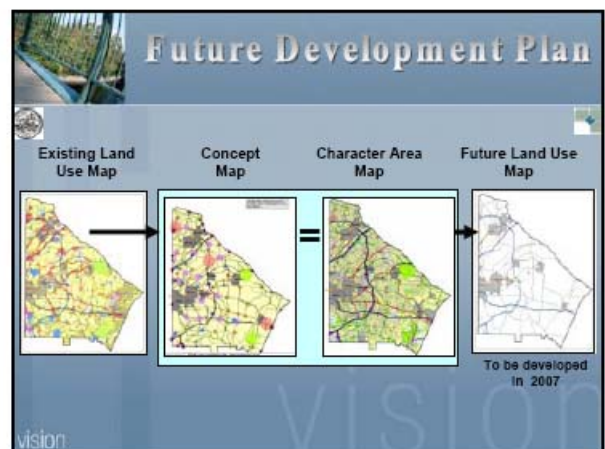 Future Development Plan
Existing Land
Use Map
Concept
Map
Character Area
Map
Future Land Use
Map
=
To be developed
In 2007
vision
vision